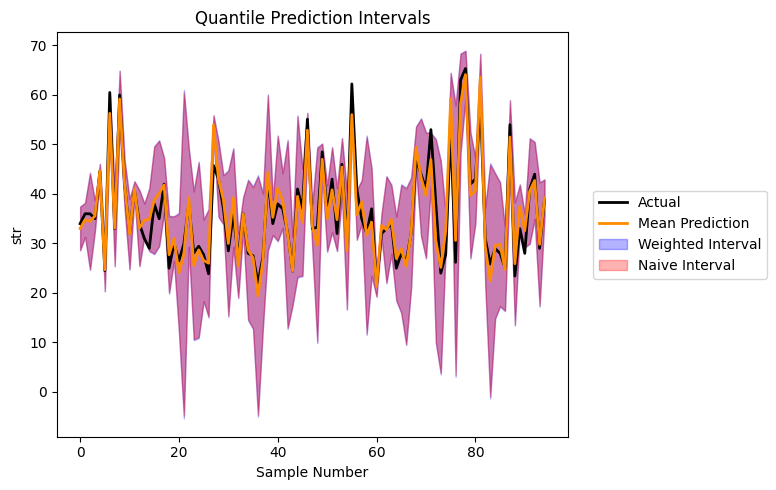 Quantile Prediction Intervals
70
60
50
40
30
20
10
0
str
0 20 40 60 80
Sample Number
Actual
Mean Prediction
Weighted Interval
Naive Interval